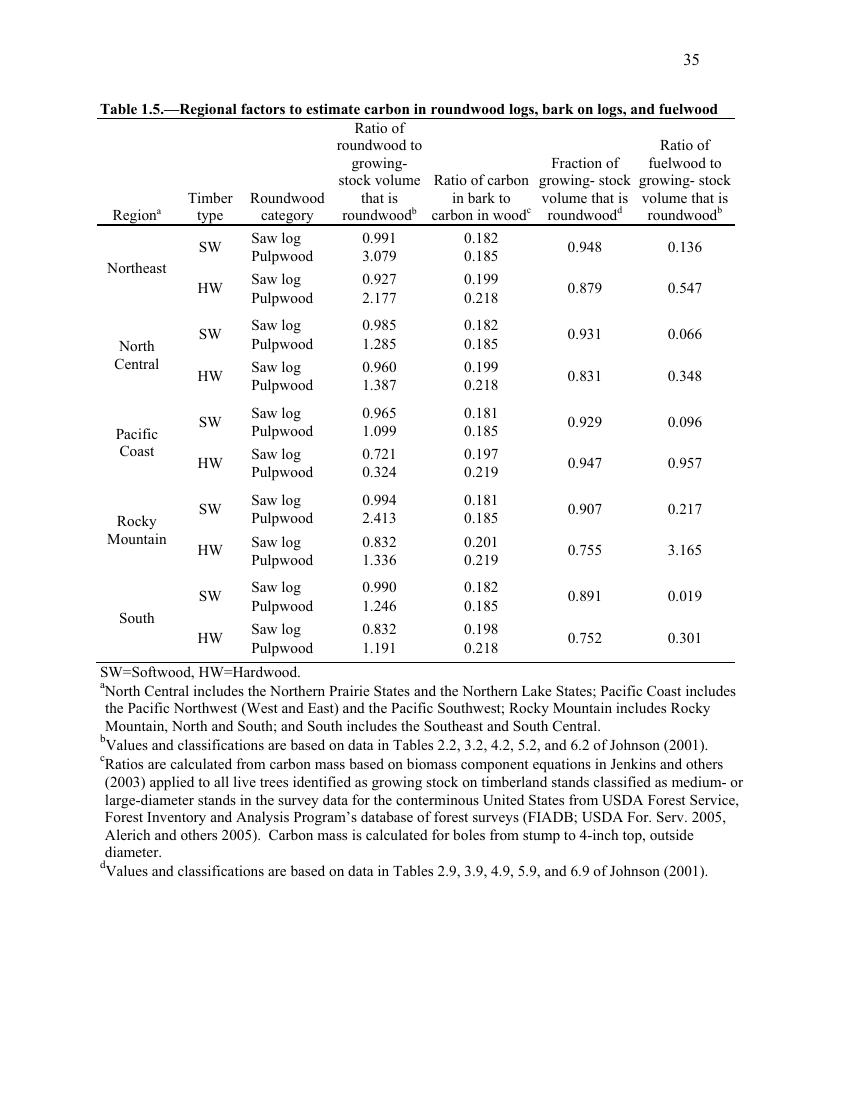 35
Table 1.5.—Regional factors to estimate carbon in roundwood logs, bark on logs, and fuelwood
Regionᵃ Timber type Roundwood category Ratio of roundwood to growing- stock volume that is roundwoodᵇ Ratio of carbon in bark to carbon in woodᶜ Fraction of growing- stock volume that is roundwoodᵈ Ratio of fuelwood to growing- stock volume that is roundwoodᵇ
Northeast SW Saw log 0.991 0.182 0.948 0.136
Pulpwood 3.079 0.185
HW Saw log 0.927 0.199 0.879 0.547
Pulpwood 2.177 0.218
North Central SW Saw log 0.985 0.182 0.931 0.066
Pulpwood 1.285 0.185
HW Saw log 0.960 0.199 0.831 0.348
Pulpwood 1.387 0.218
Pacific Coast SW Saw log 0.965 0.181 0.929 0.096
Pulpwood 1.099 0.185
HW Saw log 0.721 0.197 0.947 0.957
Pulpwood 0.324 0.219
Rocky Mountain SW Saw log 0.994 0.181 0.907 0.217
Pulpwood 2.413 0.185
HW Saw log 0.832 0.201 0.755 3.165
Pulpwood 1.336 0.219
South SW Saw log 0.990 0.182 0.891 0.019
Pulpwood 1.246 0.185
HW Saw log 0.832 0.198 0.752 0.301
Pulpwood 1.191 0.218
SW=Softwood, HW=Hardwood.
ᵃNorth Central includes the Northern Prairie States and the Northern Lake States; Pacific Coast includes
the Pacific Northwest (West and East) and the Pacific Southwest; Rocky Mountain includes Rocky
Mountain, North and South; and South includes the Southeast and South Central.
ᵇValues and classifications are based on data in Tables 2.2, 3.2, 4.2, 5.2, and 6.2 of Johnson (2001).
ᶜRatios are calculated from carbon mass based on biomass component equations in Jenkins and others
(2003) applied to all live trees identified as growing stock on timberland stands classified as medium- or
large-diameter stands in the survey data for the conterminous United States from USDA Forest Service,
Forest Inventory and Analysis Program's database of forest surveys (FIADB; USDA For. Serv. 2005,
Alerich and others 2005).  Carbon mass is calculated for boles from stump to 4-inch top, outside
diameter.
ᵈValues and classifications are based on data in Tables 2.9, 3.9, 4.9, 5.9, and 6.9 of Johnson (2001).